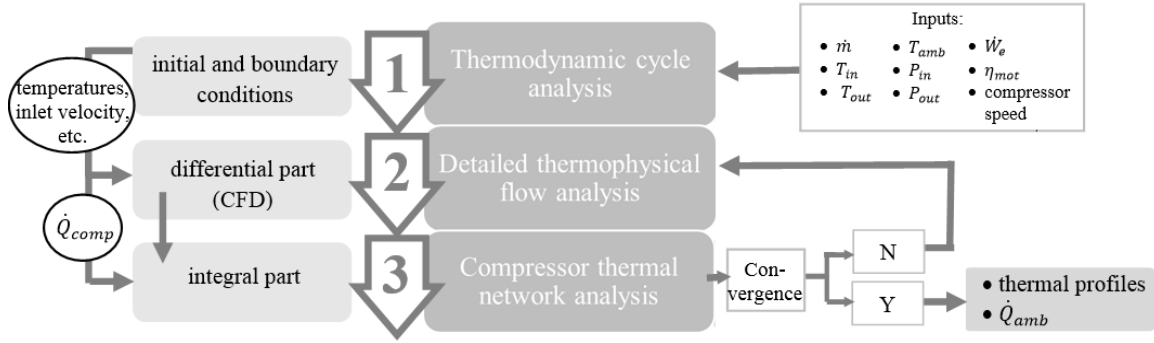 Inputs:
• ṁ • T_amb • Ẇ_e
• T_in • P_in • η_mot
• T_out • P_out • compressor
speed
initial and boundary
conditions
1
Thermodynamic cycle
analysis
temperatures,
inlet velocity,
etc.
differential part
(CFD)
2
Detailed thermophysical
flow analysis
Q̇_comp
integral part
3
Compressor thermal
network analysis
Con-
vergence
N
Y
• thermal profiles
• Q̇_amb